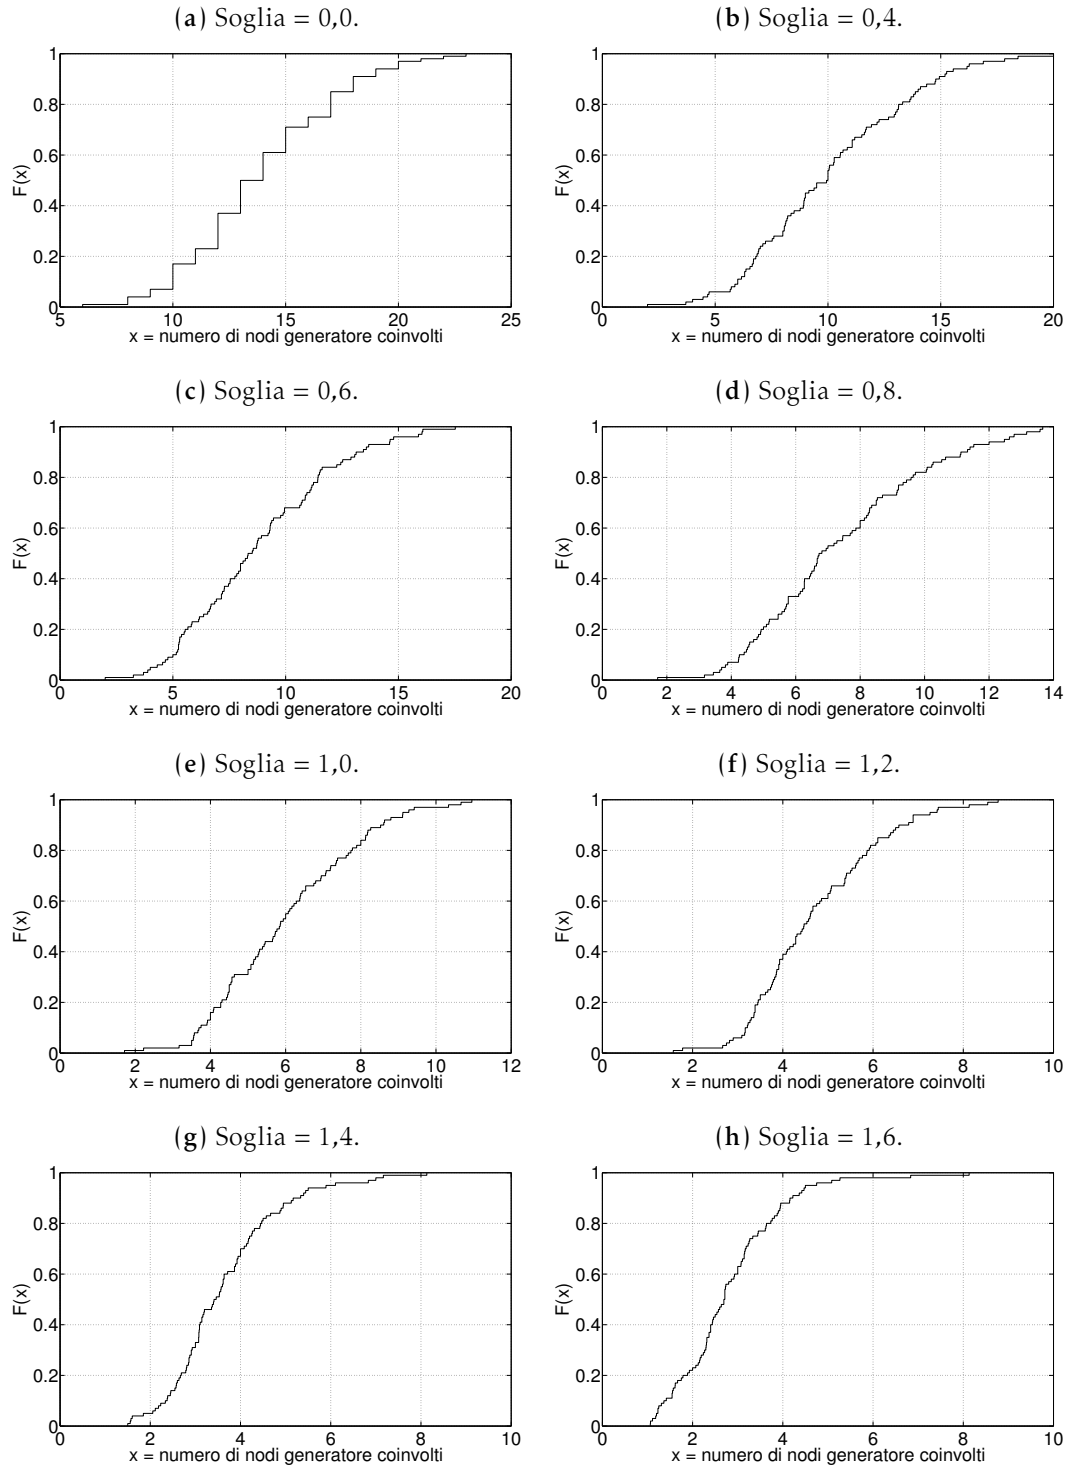 (a) Soglia = 0,0.
1
0.8
0.6
0.4
0.2
0
F(x)
5 10 15 20 25
x = numero di nodi generatore coinvolti
(b) Soglia = 0,4.
1
0.8
0.6
0.4
0.2
0
F(x)
0 5 10 15 20
x = numero di nodi generatore coinvolti
(c) Soglia = 0,6.
1
0.8
0.6
0.4
0.2
0
F(x)
0 5 10 15 20
x = numero di nodi generatore coinvolti
(d) Soglia = 0,8.
1
0.8
0.6
0.4
0.2
0
F(x)
0 2 4 6 8 10 12 14
x = numero di nodi generatore coinvolti
(e) Soglia = 1,0.
1
0.8
0.6
0.4
0.2
0
F(x)
0 2 4 6 8 10 12
x = numero di nodi generatore coinvolti
(f) Soglia = 1,2.
1
0.8
0.6
0.4
0.2
0
F(x)
0 2 4 6 8 10
x = numero di nodi generatore coinvolti
(g) Soglia = 1,4.
1
0.8
0.6
0.4
0.2
0
F(x)
0 2 4 6 8 10
x = numero di nodi generatore coinvolti
(h) Soglia = 1,6.
1
0.8
0.6
0.4
0.2
0
F(x)
0 2 4 6 8 10
x = numero di nodi generatore coinvolti